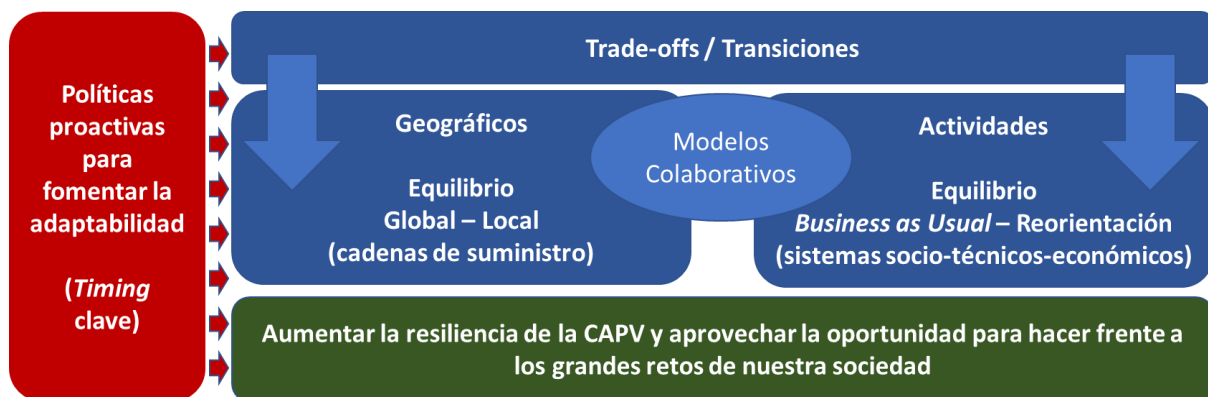 Políticas
proactivas
para
fomentar la
adaptabilidad
(Timing
clave)
Trade-offs / Transiciones
Geográficos
Equilibrio
Global – Local
(cadenas de suministro)
Modelos
Colaborativos
Actividades
Equilibrio
Business as Usual – Reorientación
(sistemas socio-técnicos-económicos)
Aumentar la resiliencia de la CAPV y aprovechar la oportunidad para hacer frente a
los grandes retos de nuestra sociedad